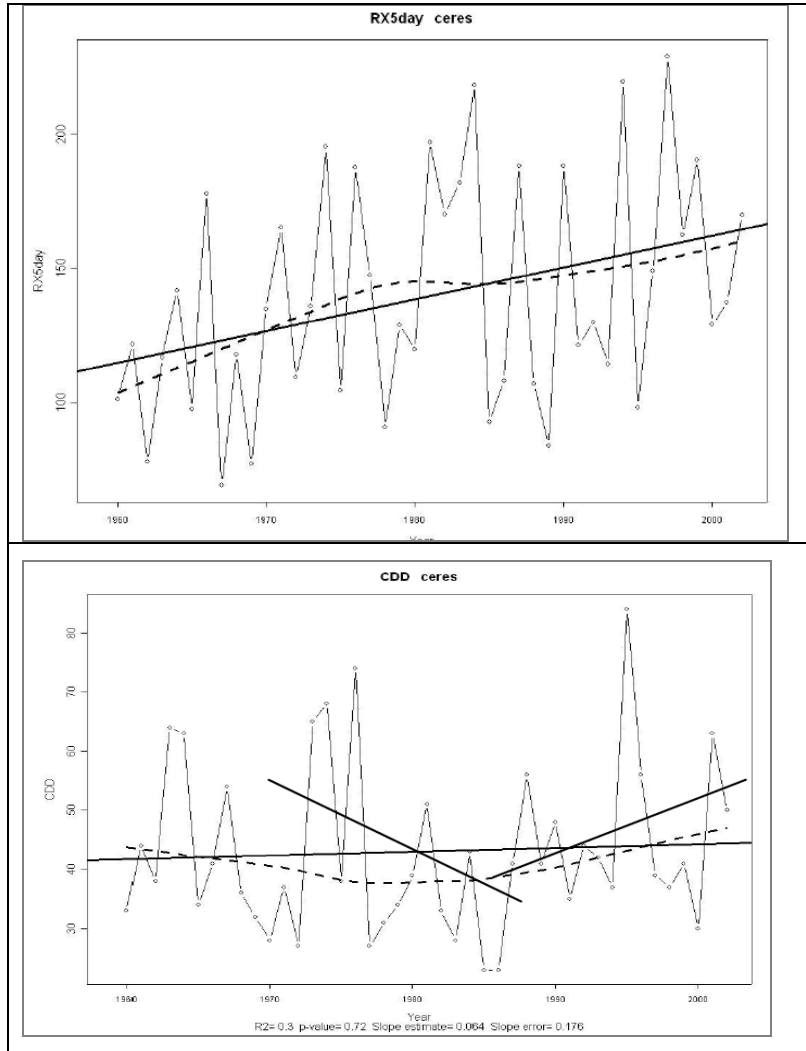 RX5day ceres
200
150
100
RX5day
1960
1970
1980
1990
2000
Year
CDD ceres
80
70
60
50
40
30
CDD
1960
1970
1980
1990
2000
Year
R2= 0.3 p-value= 0.72 Slope estimate= 0.064 Slope error= 0.176